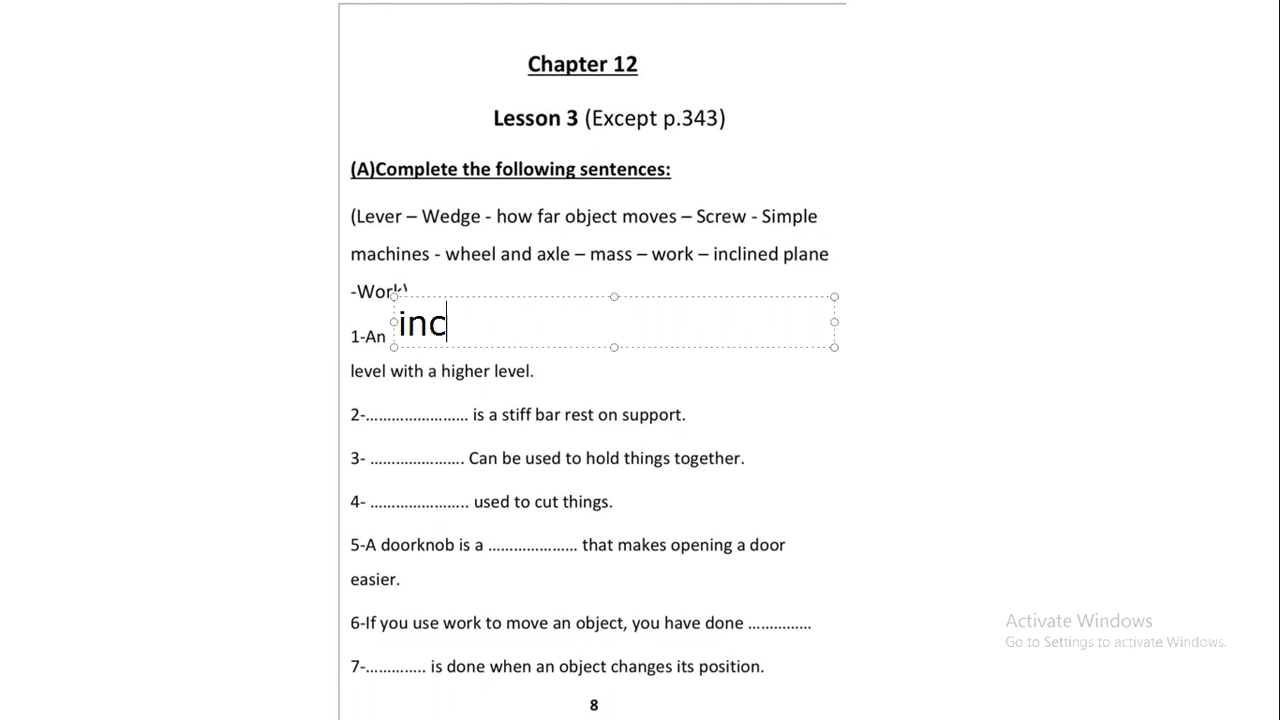 Chapter 12
Lesson 3 (Except p.343)
(A)Complete the following sentences:
(Lever – Wedge - how far object moves – Screw - Simple
machines - wheel and axle – mass – work – inclined plane
-Work)
1-An inc
level with a higher level.
2-........................ is a stiff bar rest on support.
3- ...................... Can be used to hold things together.
4- ....................... used to cut things.
5-A doorknob is a ..................... that makes opening a door
easier.
6-If you use work to move an object, you have done ...............
7-.............. is done when an object changes its position.
8
Activate Windows
Go to Settings to activate Windows.